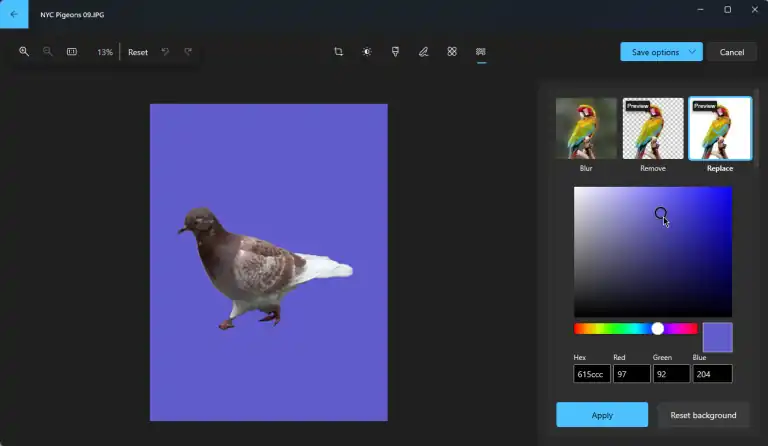 NYC Pigeons 09.JPG
13% Reset
Save options
Cancel
Preview
Preview
Blur
Remove
Replace
Hex Red Green Blue
615ccc 97 92 204
Apply
Reset background